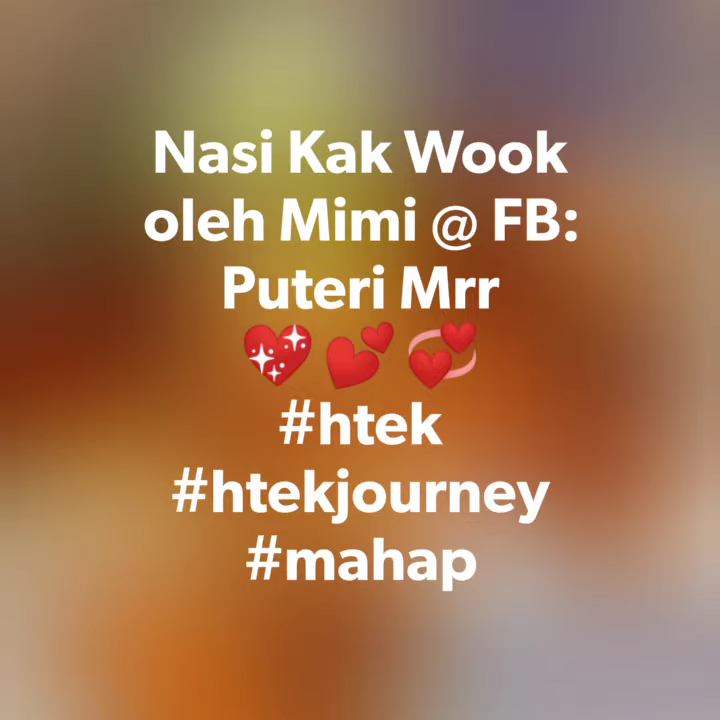 Nasi Kak Wook
oleh Mimi @ FB:
Puteri Mrr
💖 💕 💞
#htek
#htekjourney
#mahap